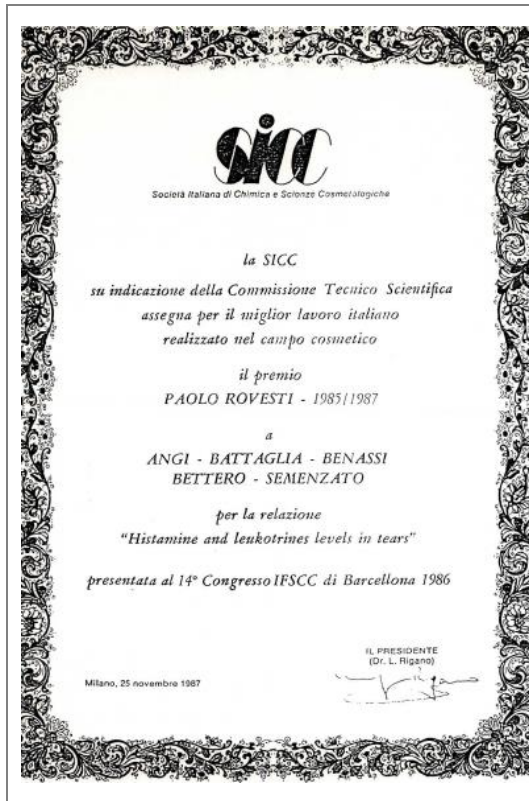 SICC
Società Italiana di Chimica e Scienze Cosmetologiche
la SICC
su indicazione della Commissione Tecnico Scientifica
assegna per il miglior lavoro italiano
realizzato nel campo cosmetico
il premio
PAOLO ROVESTI - 1985/1987
a
ANGI - BATTAGLIA - BENASSI
BETTERO - SEMENZATO
per la relazione
"Histamine and leukotrines levels in tears"
presentata al 14° Congresso IFSCC di Barcellona 1986
IL PRESIDENTE
(Dr. L. Rigano)
Milano, 25 novembre 1987